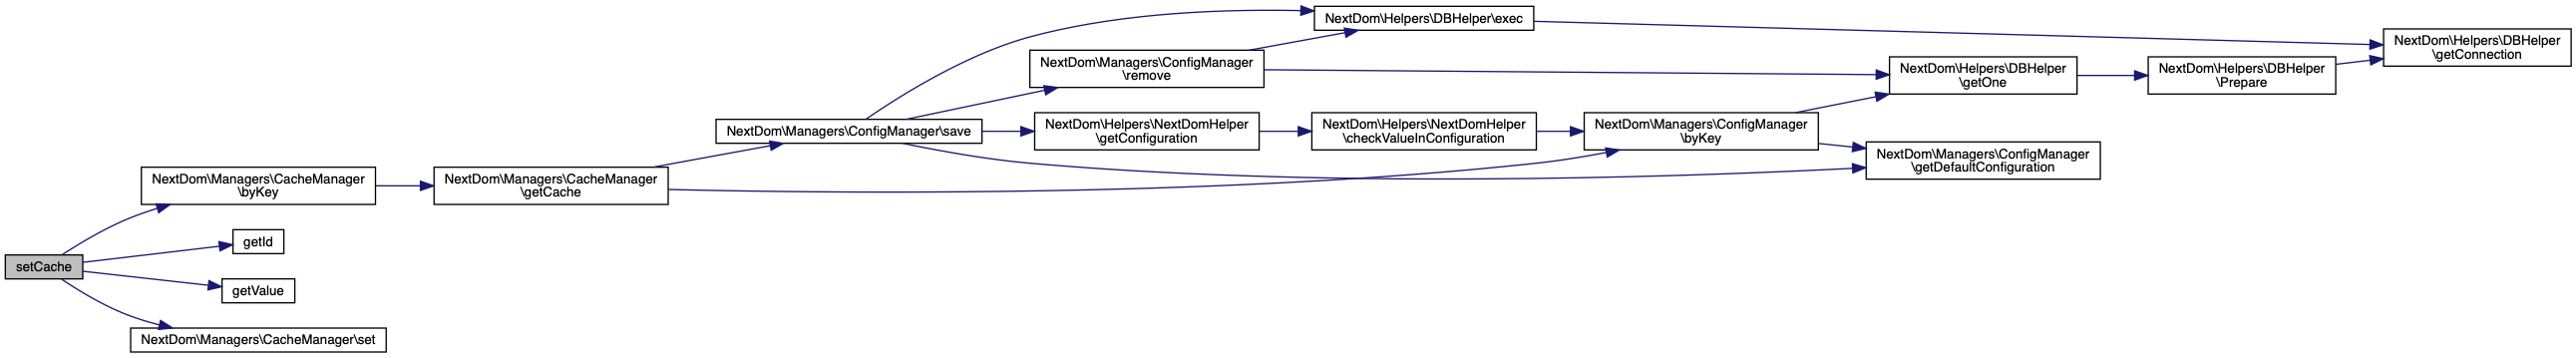 NextDom\Helpers\DBHelper\exec
NextDom\Helpers\DBHelper
\getConnection
NextDom\Managers\ConfigManager
\remove
NextDom\Helpers\DBHelper
\getOne
NextDom\Helpers\DBHelper
\Prepare
NextDom\Managers\ConfigManager\save
NextDom\Helpers\NextDomHelper
\getConfiguration
NextDom\Helpers\NextDomHelper
\checkValueInConfiguration
NextDom\Managers\ConfigManager
\byKey
NextDom\Managers\ConfigManager
\getDefaultConfiguration
NextDom\Managers\CacheManager
\byKey
NextDom\Managers\CacheManager
\getCache
getId
setCache
getValue
NextDom\Managers\CacheManager\set